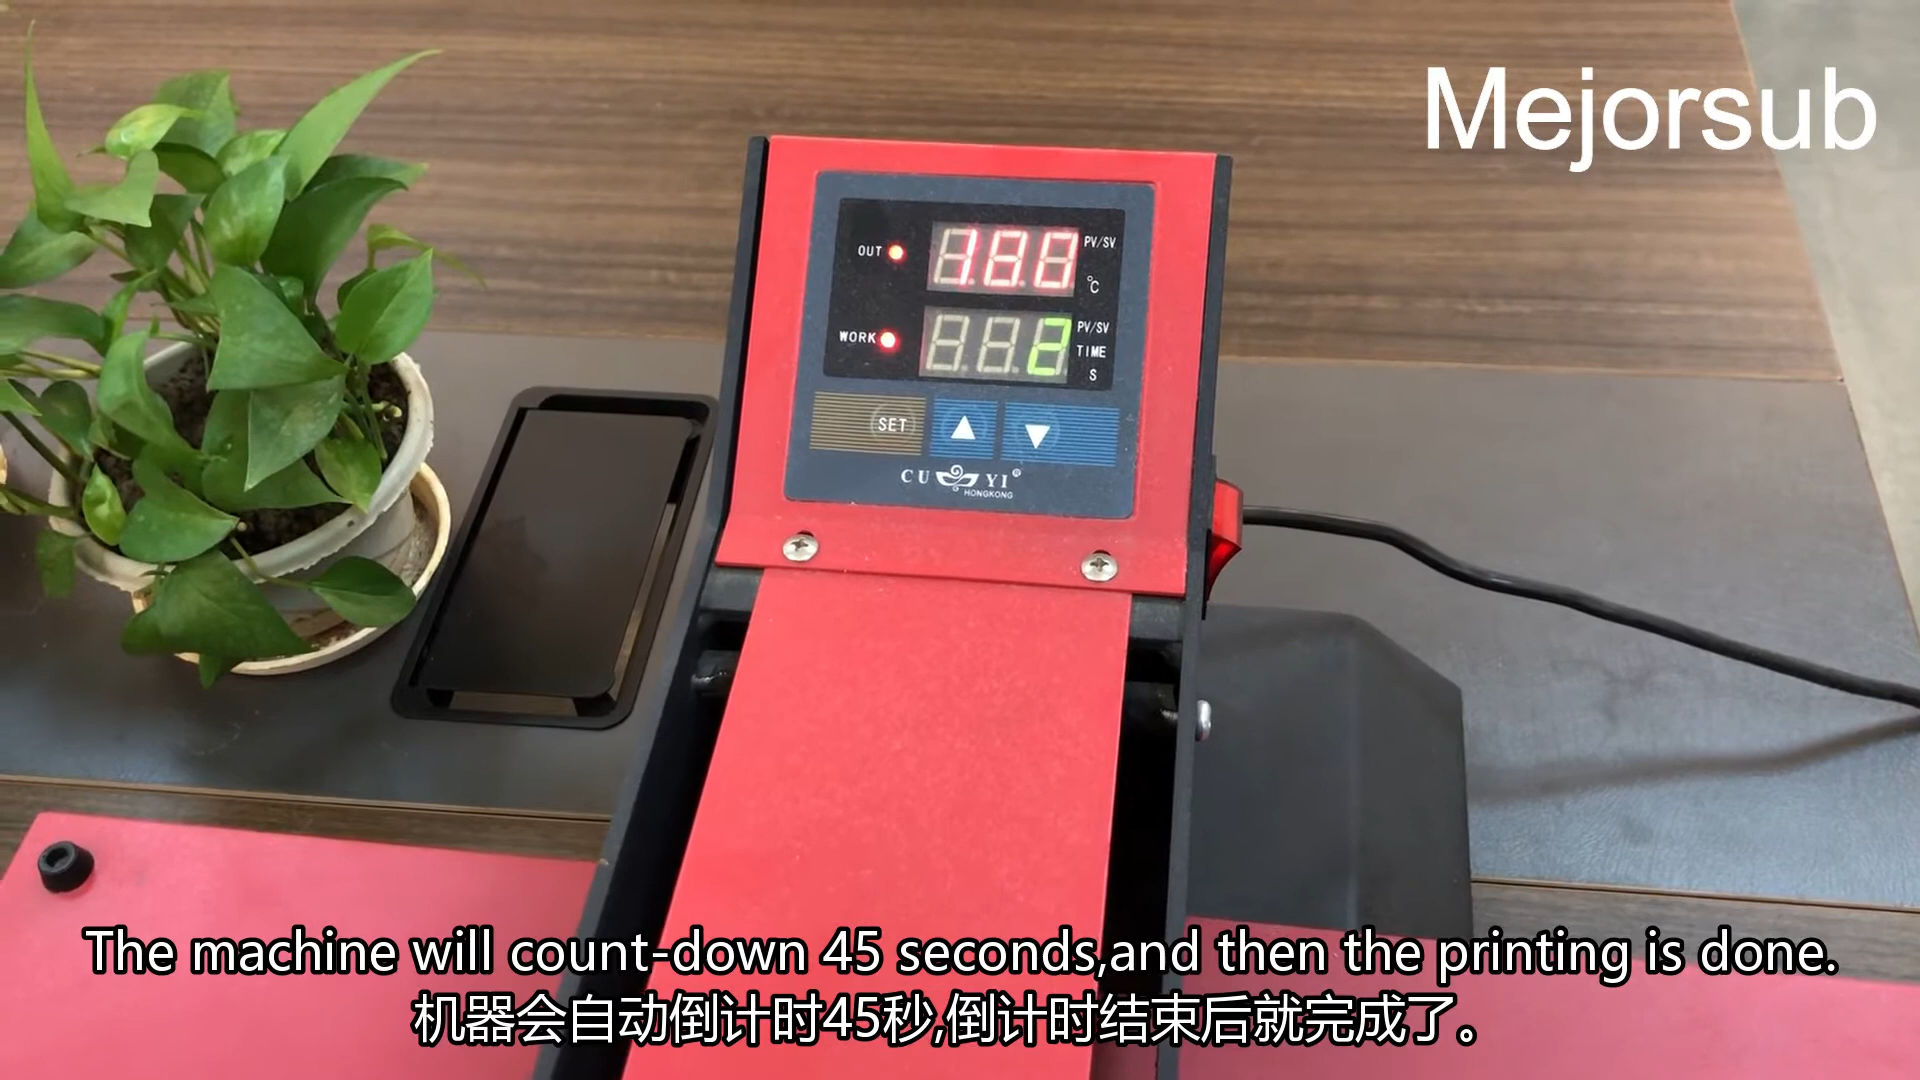 Mejorsub
OUT
180
PV/SV
°C
WORK
2
PV/SV
TIME
S
SET
CU YI®
HONGKONG
The machine will count-down 45 seconds,and then the printing is done.
机器会自动倒计时45秒,倒计时结束后就完成了。